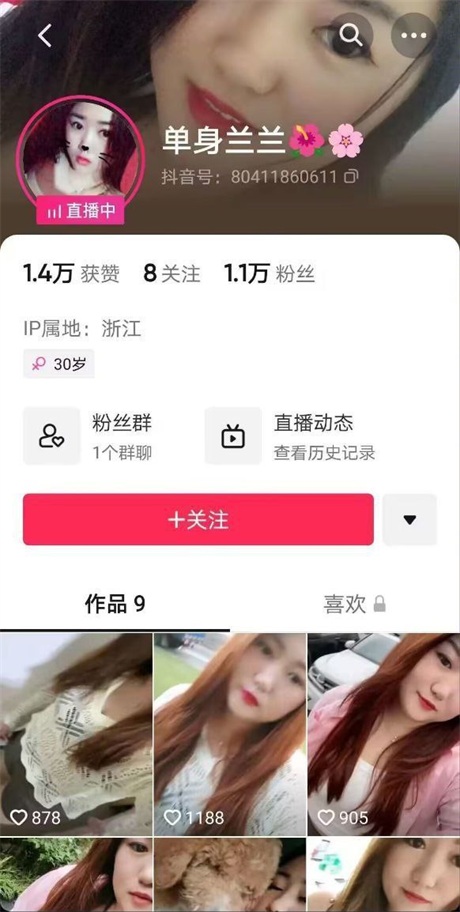 单身兰兰🌺🌸
抖音号：80411860611
直播中
1.4万 获赞 8 关注 1.1万 粉丝
IP属地：浙江
30岁
粉丝群
1个群聊
直播动态
查看历史记录
+关注
作品 9
喜欢
878
1188
905